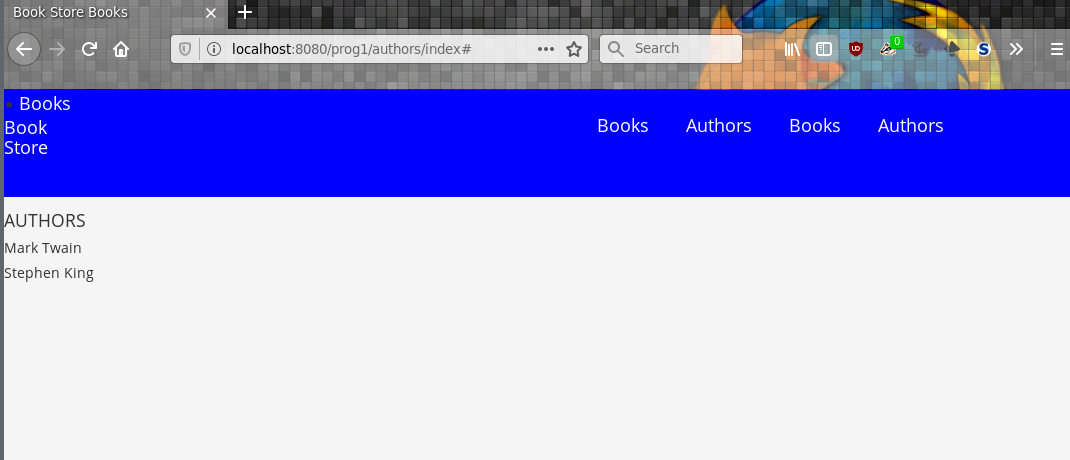 Book Store Books
localhost:8080/prog1/authors/index#
Search
0
S
Books
Book
Store
Books Authors Books Authors
AUTHORS
Mark Twain
Stephen King